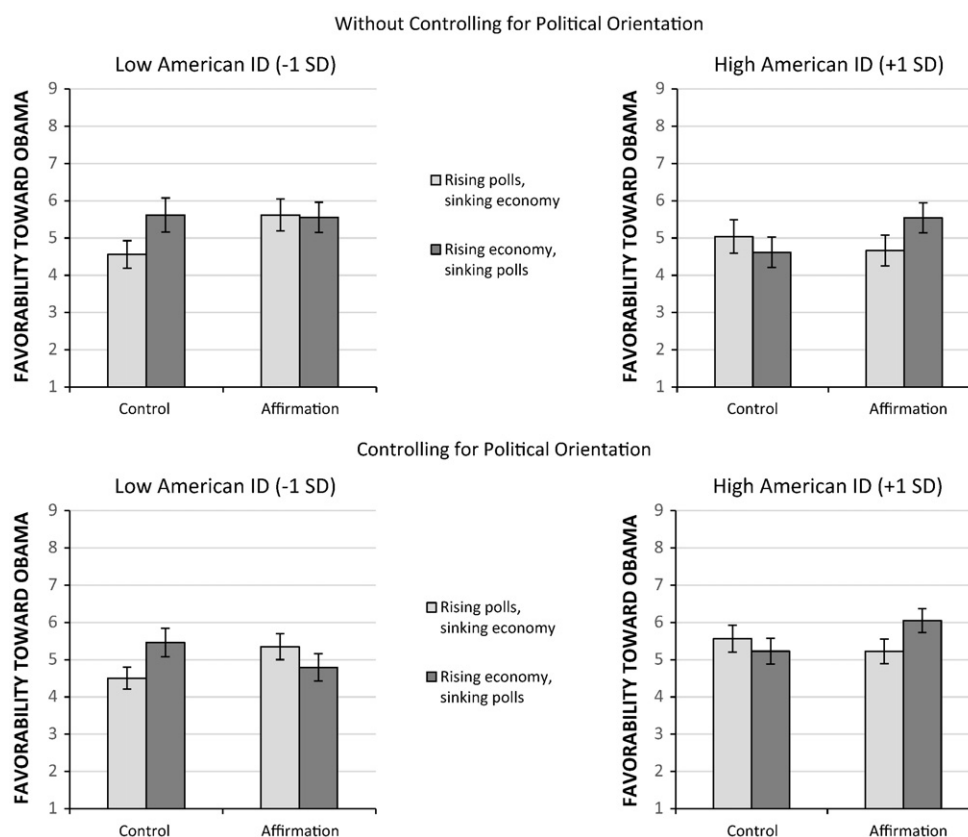 Without Controlling for Political Orientation
Low American ID (-1 SD)
FAVORABILITY TOWARD OBAMA
9
8
7
6
5
4
3
2
1
Control
Affirmation
Rising polls,
sinking economy
Rising economy,
sinking polls
High American ID (+1 SD)
FAVORABILITY TOWARD OBAMA
9
8
7
6
5
4
3
2
1
Control
Affirmation
Controlling for Political Orientation
Low American ID (-1 SD)
FAVORABILITY TOWARD OBAMA
9
8
7
6
5
4
3
2
1
Control
Affirmation
Rising polls,
sinking economy
Rising economy,
sinking polls
High American ID (+1 SD)
FAVORABILITY TOWARD OBAMA
9
8
7
6
5
4
3
2
1
Control
Affirmation